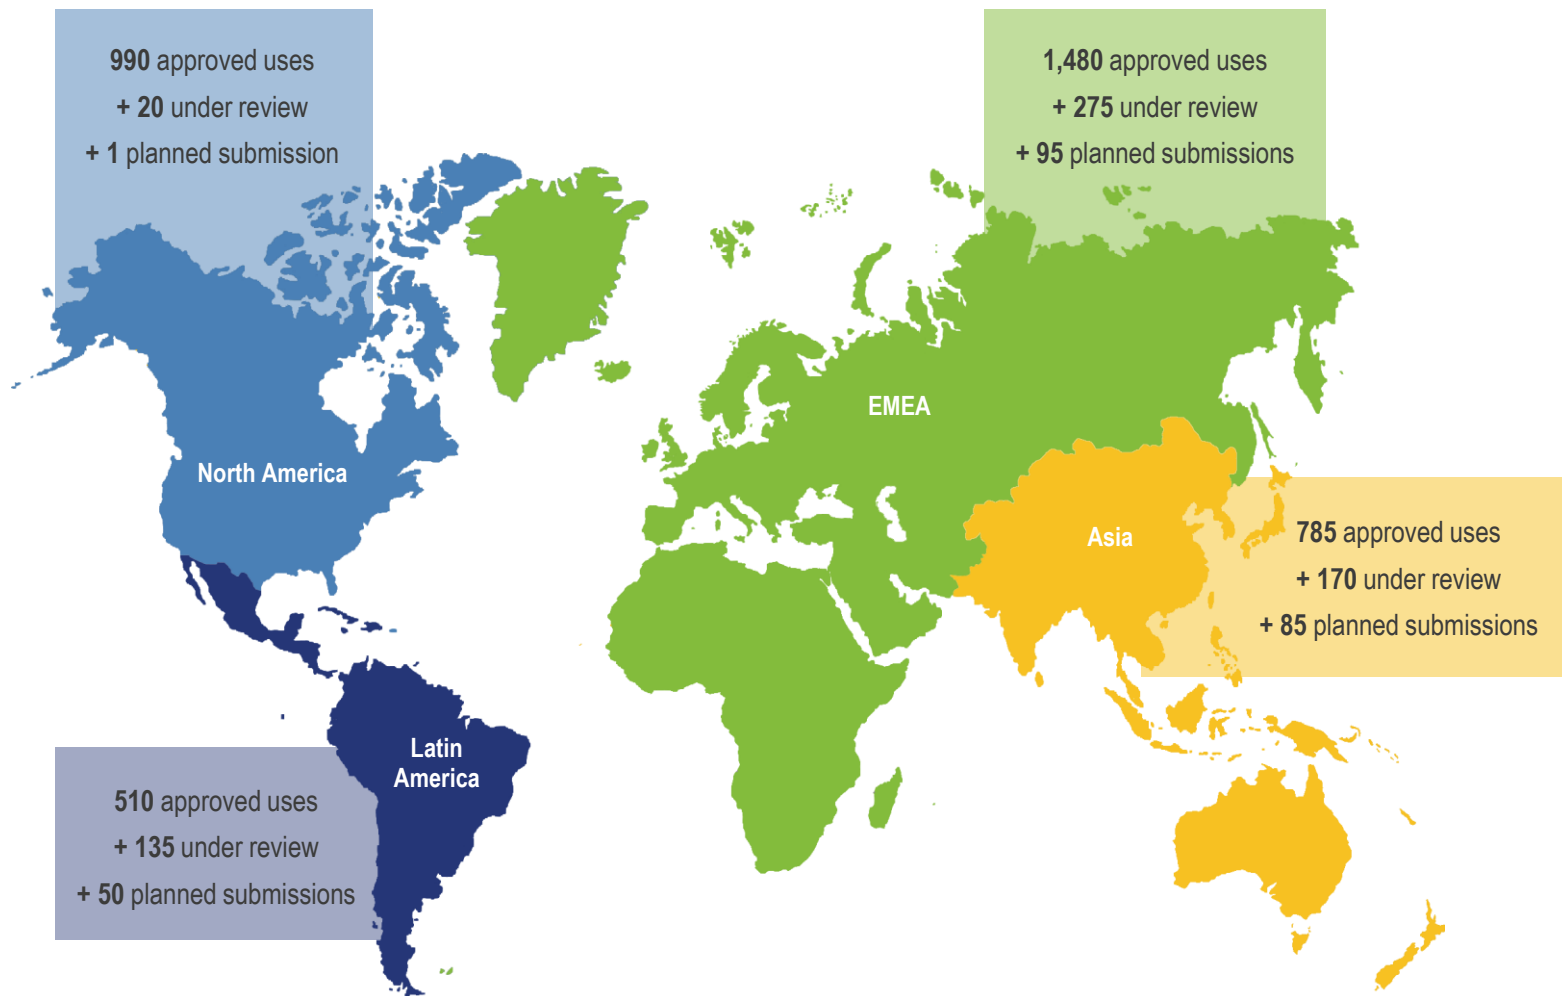 990 approved uses
+ 20 under review
+ 1 planned submission
1,480 approved uses
+ 275 under review
+ 95 planned submissions
EMEA
North America
Asia
785 approved uses
+ 170 under review
+ 85 planned submissions
Latin
America
510 approved uses
+ 135 under review
+ 50 planned submissions